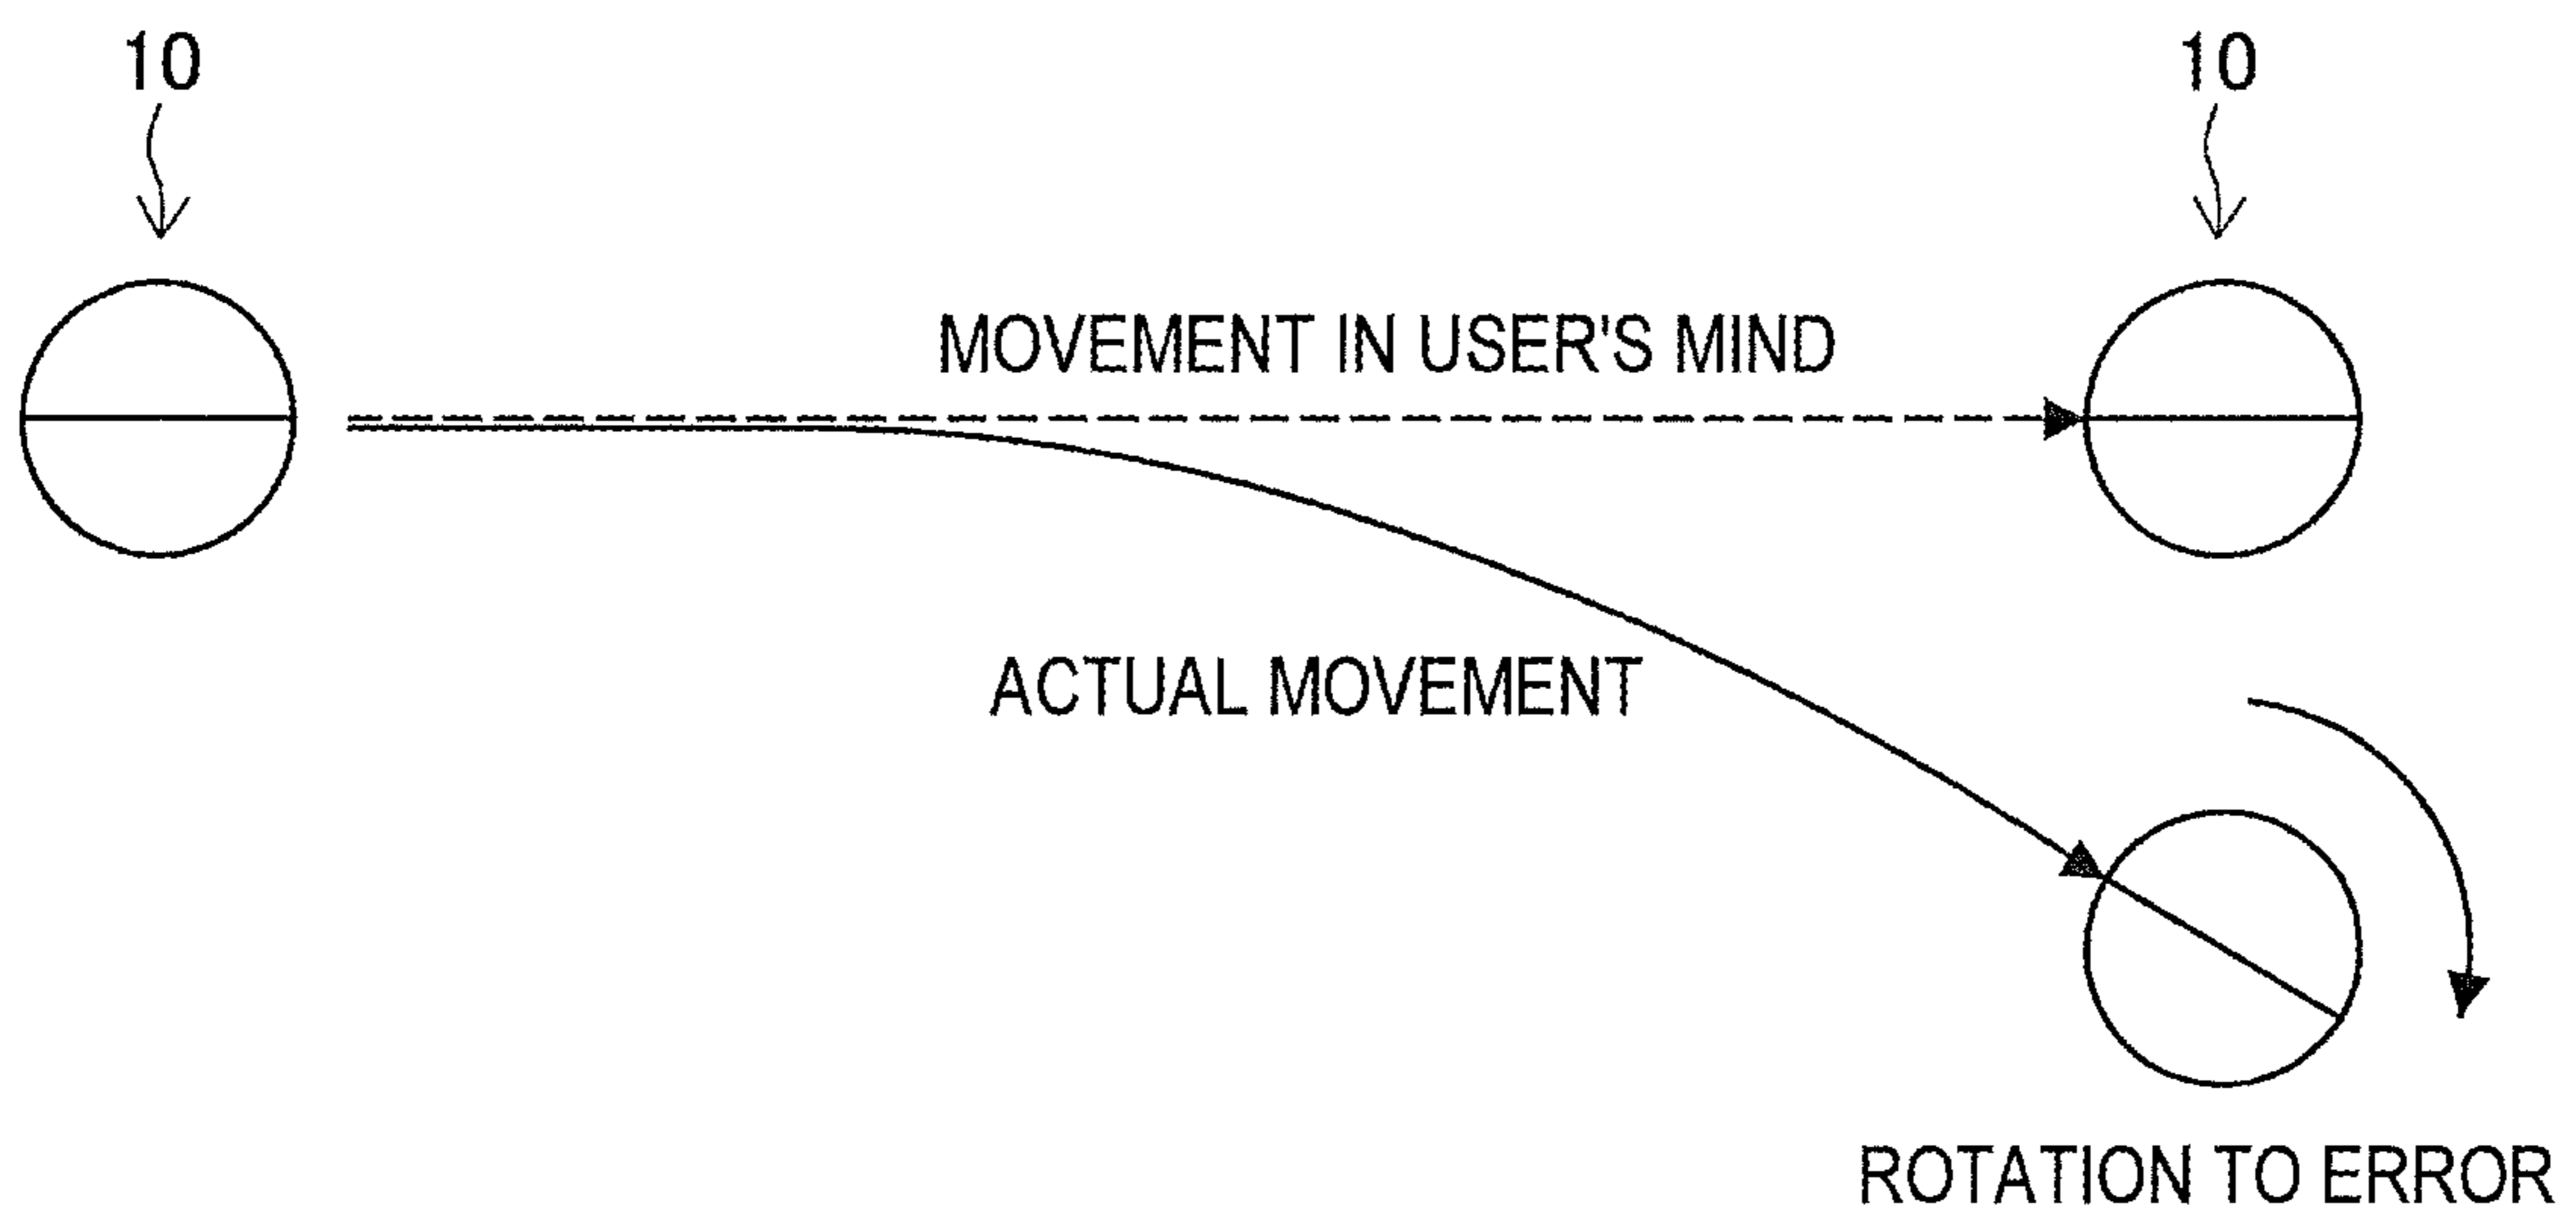 10
10
MOVEMENT IN USER'S MIND
ACTUAL MOVEMENT
ROTATION TO ERROR